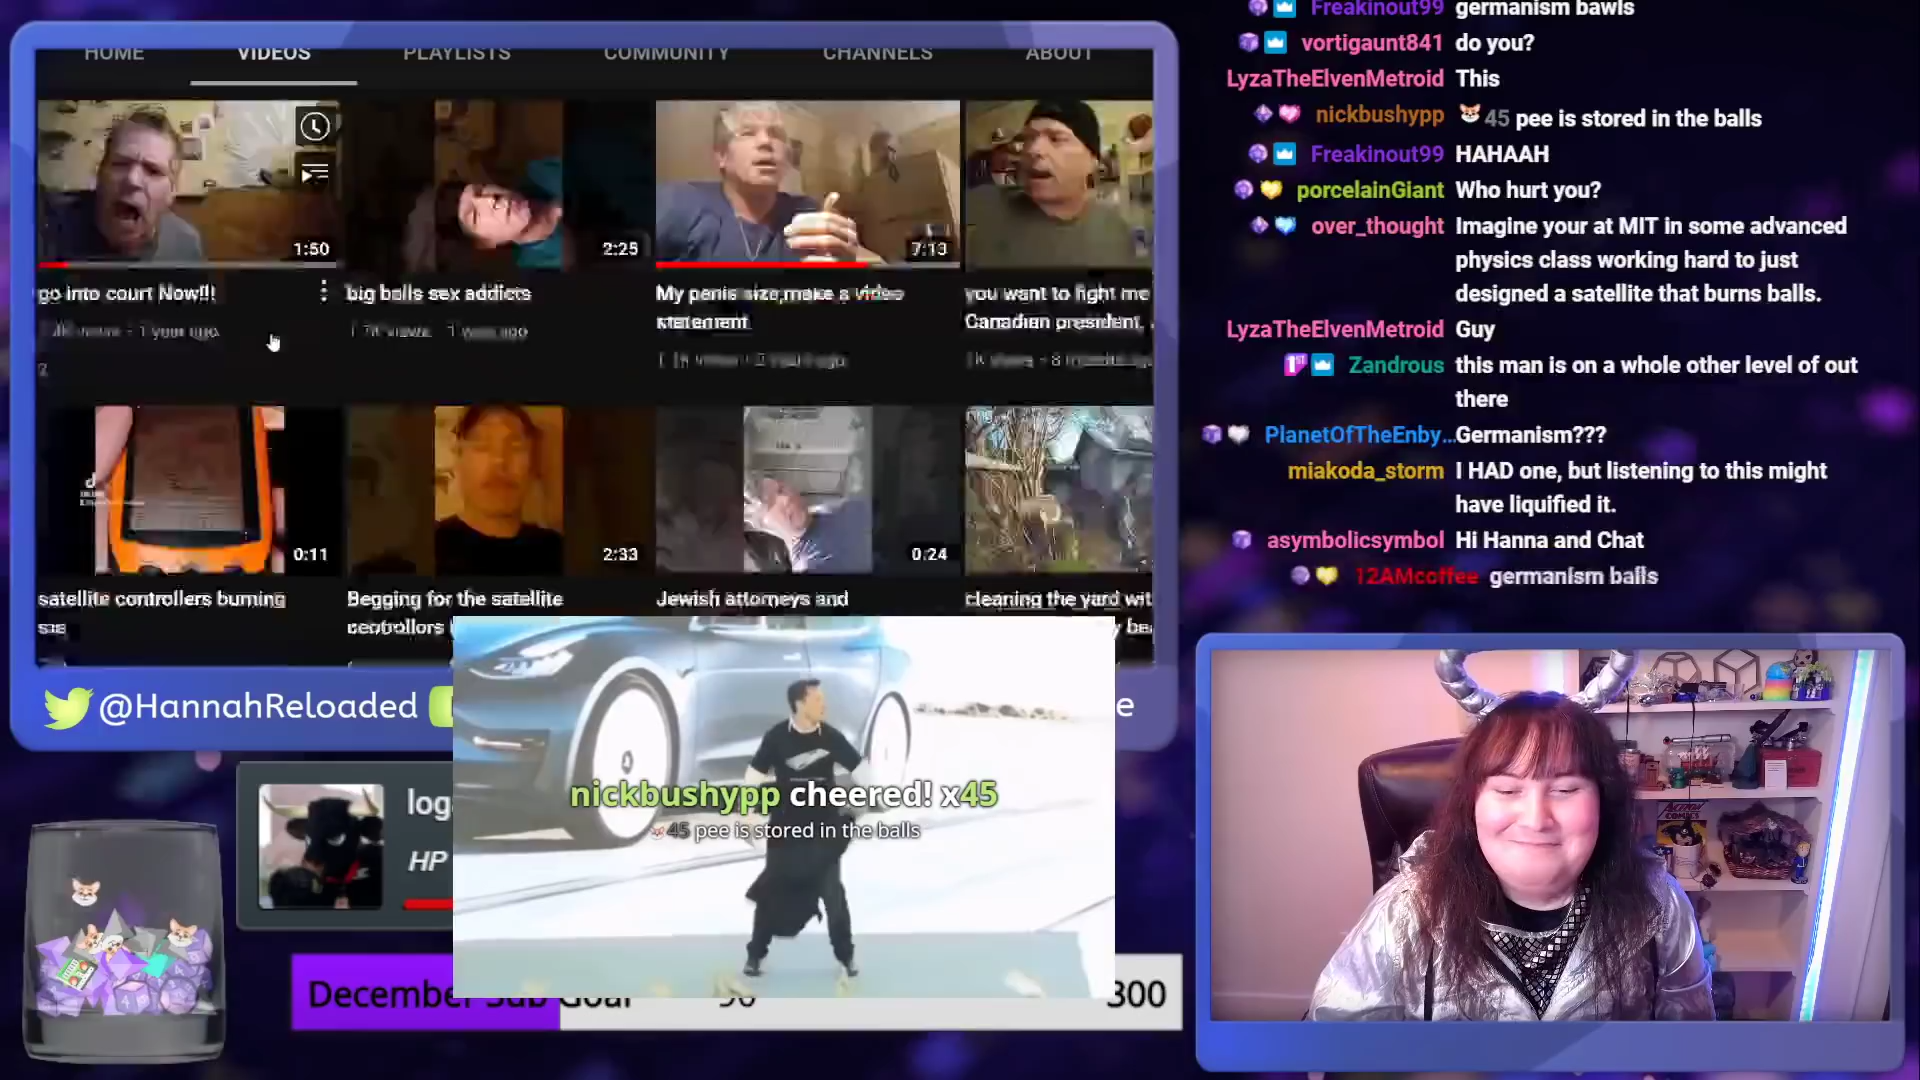 HOME VIDEOS PLAYLISTS COMMUNITY CHANNELS ABOUT
1:50
2:25
7:13
go into court Now!!!
big balls sex addicts
My penis size,make a video
statement
you want to fight me
Canadian president,
0:11
2:33
0:24
satellite controllers burning
Begging for the satellite
controllers
Jewish attorneys and
cleaning the yard wit
@HannahReloaded
e
nickbushypp cheered! x45
45 pee is stored in the balls
log
HP
December Sub Goal
300
Freakinout99 germanism bawls
vortigaunt841 do you?
LyzaTheElvenMetroid This
nickbushypp 45 pee is stored in the balls
Freakinout99 HAHAAH
porcelainGiant Who hurt you?
over_thought Imagine your at MIT in some advanced
physics class working hard to just
designed a satellite that burns balls.
LyzaTheElvenMetroid Guy
Zandrous this man is on a whole other level of out
there
PlanetOfTheEnby... Germanism???
miakoda_storm I HAD one, but listening to this might
have liquified it.
asymbolicsymbol Hi Hanna and Chat
12AMcoffee germanism balls
ACTION
COMICS